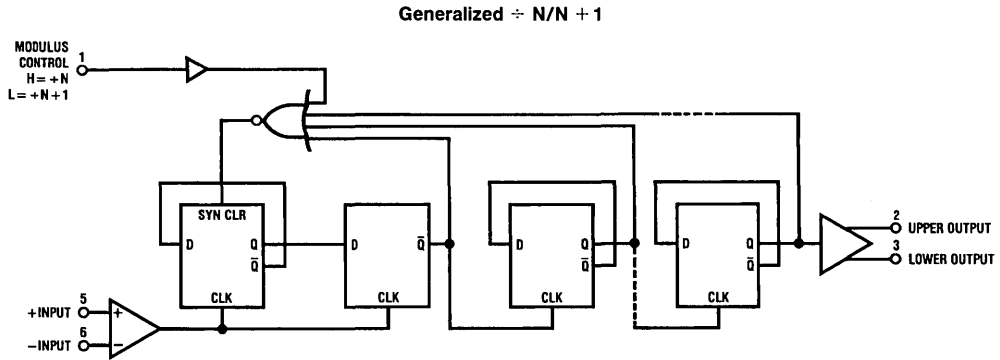 Generalized ÷ N/N + 1
MODULUS
CONTROL
H = ÷N
L = ÷N+1
1
SYN CLR
D
Q
Q̅
CLK
D
Q̅
CLK
D
Q
Q̅
CLK
D
Q
Q̅
CLK
2
UPPER OUTPUT
3
LOWER OUTPUT
5
+INPUT
+
6
−INPUT
−